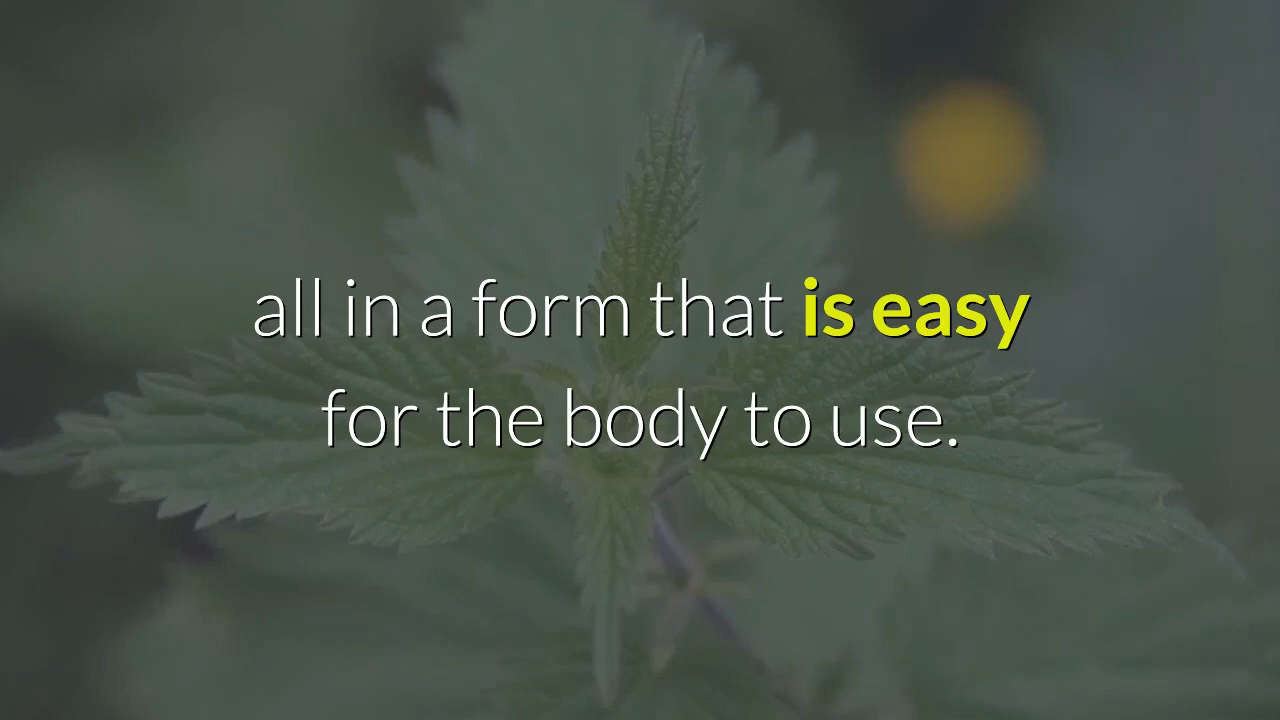 all in a form that is easy
for the body to use.